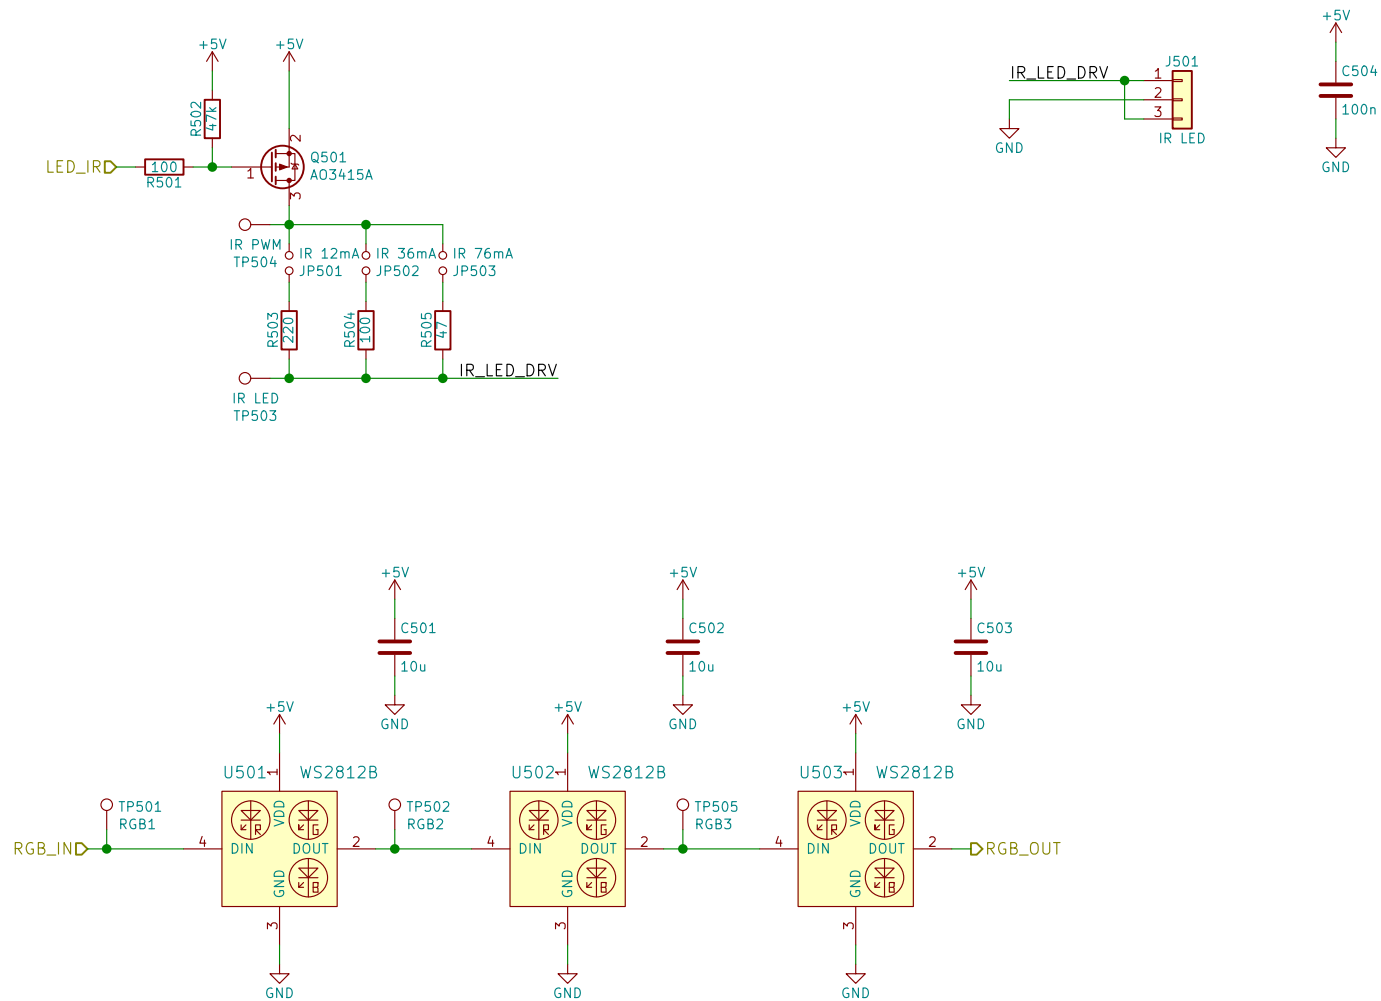 +5V
+5V
R502
47k
LED_IR
100
R501
1
2
3
Q501
AO3415A
IR PWM
TP504
IR 12mA
JP501
IR 36mA
JP502
IR 76mA
JP503
R503
220
R504
100
R505
47
IR_LED_DRV
IR LED
TP503
IR_LED_DRV
J501
1
2
3
IR LED
GND
+5V
C504
100n
GND
+5V
C501
10u
GND
+5V
C502
10u
GND
+5V
C503
10u
GND
+5V
U501
1
WS2812B
TP501
RGB1
RGB_IN
4
DIN
VDD
R
G
DOUT
GND
B
2
3
GND
+5V
U502
1
WS2812B
TP502
RGB2
4
DIN
VDD
R
G
DOUT
GND
B
2
3
GND
+5V
U503
1
WS2812B
TP505
RGB3
4
DIN
VDD
R
G
DOUT
GND
B
2
3
GND
RGB_OUT